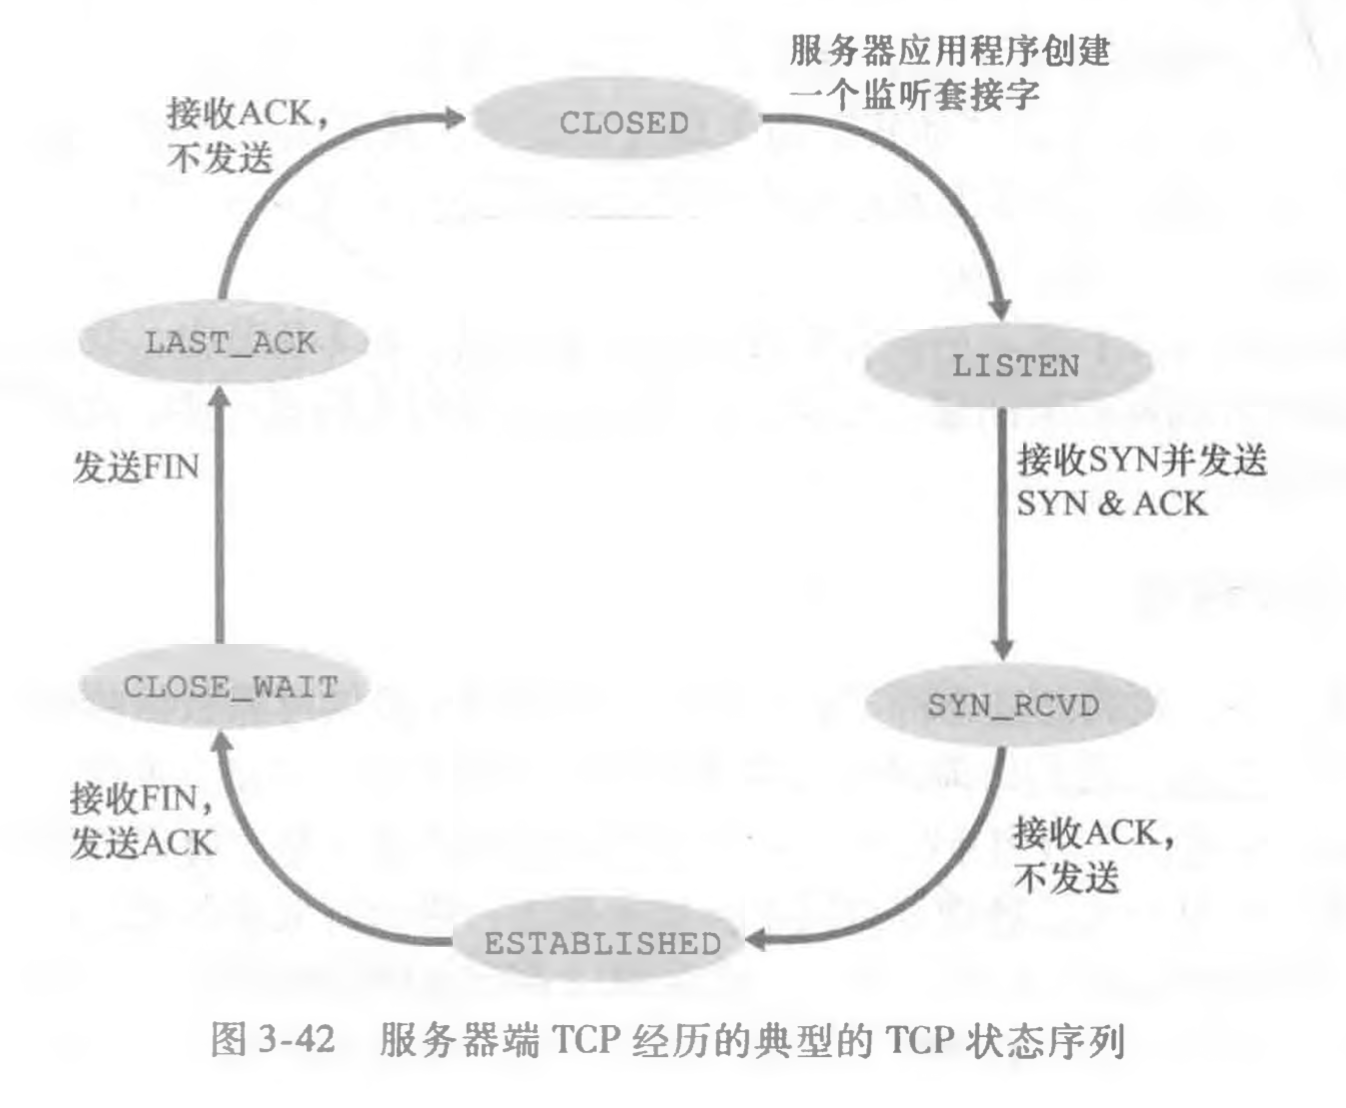 服务器应用程序创建
一个监听套接字
接收ACK，
不发送
CLOSED
LAST_ACK
LISTEN
发送FIN
接收SYN并发送
SYN & ACK
CLOSE_WAIT
SYN_RCVD
接收FIN，
发送ACK
接收ACK，
不发送
ESTABLISHED
图 3-42 服务器端 TCP 经历的典型的 TCP 状态序列